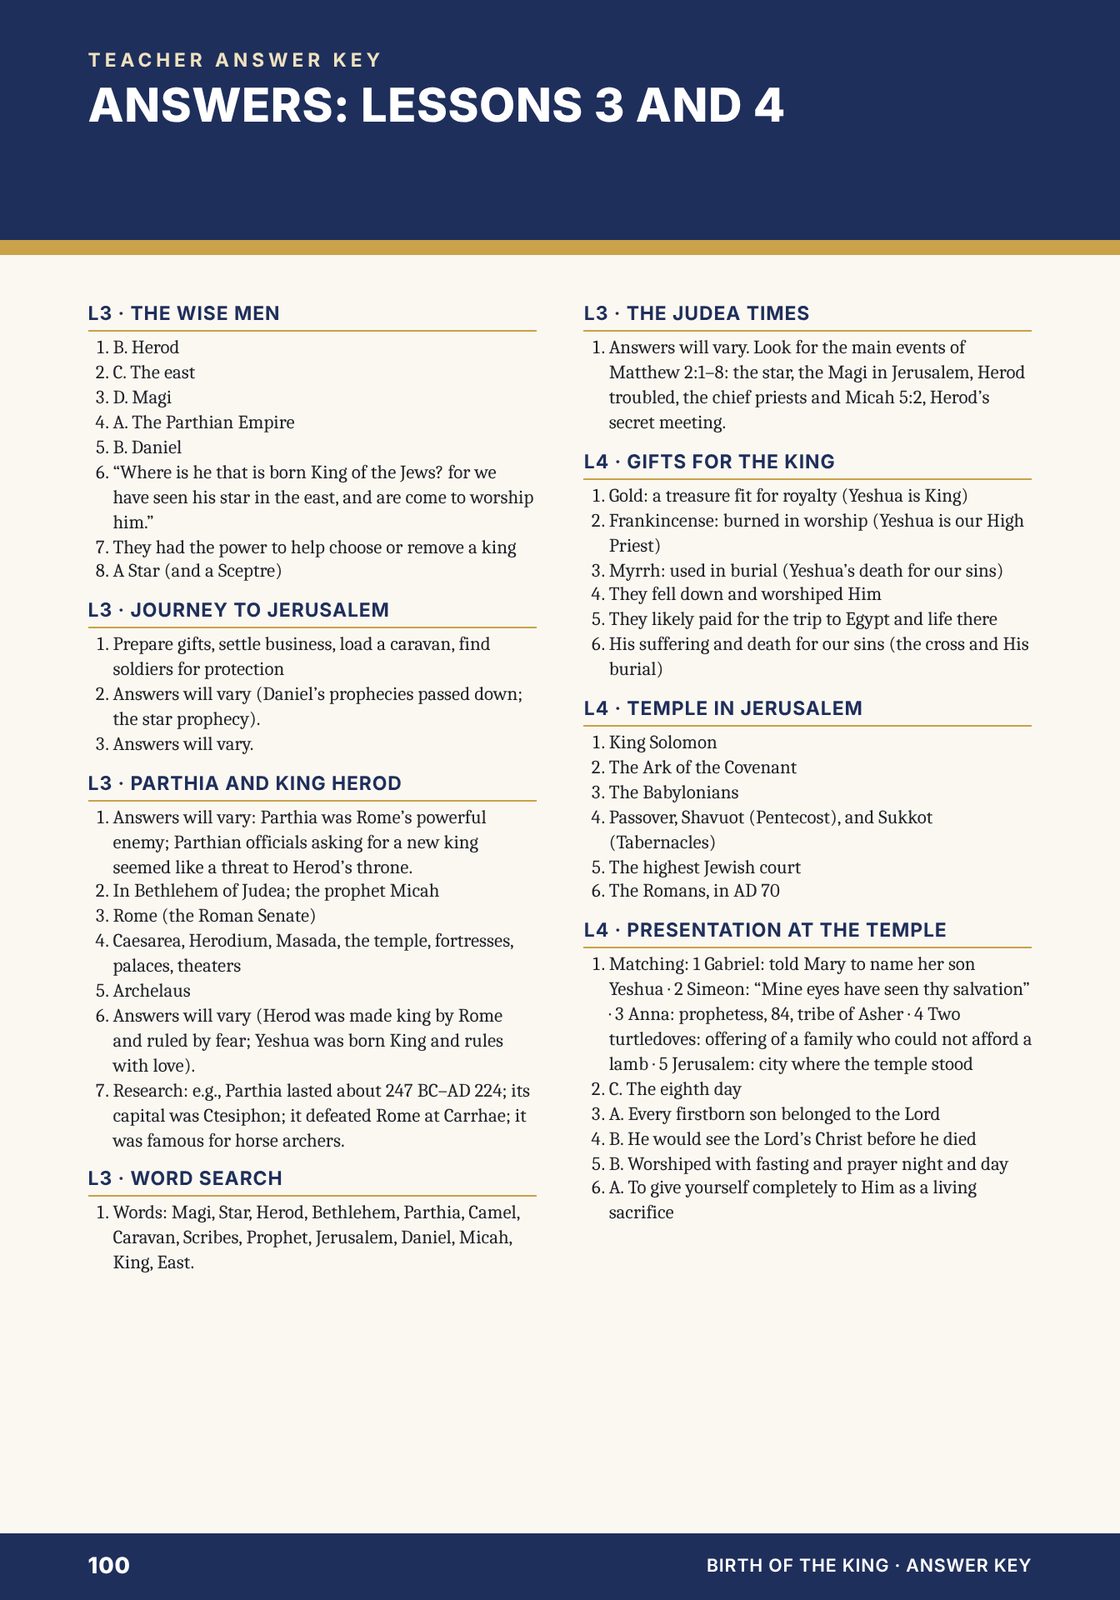 TEACHER ANSWER KEY
ANSWERS: LESSONS 3 AND 4
L3 · THE WISE MEN
1. B. Herod
2. C. The east
3. D. Magi
4. A. The Parthian Empire
5. B. Daniel
6. “Where is he that is born King of the Jews? for we
have seen his star in the east, and are come to worship
him.”
7. They had the power to help choose or remove a king
8. A Star (and a Sceptre)
L3 · JOURNEY TO JERUSALEM
1. Prepare gifts, settle business, load a caravan, find
soldiers for protection
2. Answers will vary (Daniel’s prophecies passed down;
the star prophecy).
3. Answers will vary.
L3 · PARTHIA AND KING HEROD
1. Answers will vary: Parthia was Rome’s powerful
enemy; Parthian officials asking for a new king
seemed like a threat to Herod’s throne.
2. In Bethlehem of Judea; the prophet Micah
3. Rome (the Roman Senate)
4. Caesarea, Herodium, Masada, the temple, fortresses,
palaces, theaters
5. Archelaus
6. Answers will vary (Herod was made king by Rome
and ruled by fear; Yeshua was born King and rules
with love).
7. Research: e.g., Parthia lasted about 247 BC–AD 224; its
capital was Ctesiphon; it defeated Rome at Carrhae; it
was famous for horse archers.
L3 · WORD SEARCH
1. Words: Magi, Star, Herod, Bethlehem, Parthia, Camel,
Caravan, Scribes, Prophet, Jerusalem, Daniel, Micah,
King, East.
L3 · THE JUDEA TIMES
1. Answers will vary. Look for the main events of
Matthew 2:1–8: the star, the Magi in Jerusalem, Herod
troubled, the chief priests and Micah 5:2, Herod’s
secret meeting.
L4 · GIFTS FOR THE KING
1. Gold: a treasure fit for royalty (Yeshua is King)
2. Frankincense: burned in worship (Yeshua is our High
Priest)
3. Myrrh: used in burial (Yeshua’s death for our sins)
4. They fell down and worshiped Him
5. They likely paid for the trip to Egypt and life there
6. His suffering and death for our sins (the cross and His
burial)
L4 · TEMPLE IN JERUSALEM
1. King Solomon
2. The Ark of the Covenant
3. The Babylonians
4. Passover, Shavuot (Pentecost), and Sukkot
(Tabernacles)
5. The highest Jewish court
6. The Romans, in AD 70
L4 · PRESENTATION AT THE TEMPLE
1. Matching: 1 Gabriel: told Mary to name her son
Yeshua · 2 Simeon: “Mine eyes have seen thy salvation”
· 3 Anna: prophetess, 84, tribe of Asher · 4 Two
turtledoves: offering of a family who could not afford a
lamb · 5 Jerusalem: city where the temple stood
2. C. The eighth day
3. A. Every firstborn son belonged to the Lord
4. B. He would see the Lord’s Christ before he died
5. B. Worshiped with fasting and prayer night and day
6. A. To give yourself completely to Him as a living
sacrifice
100
BIRTH OF THE KING · ANSWER KEY